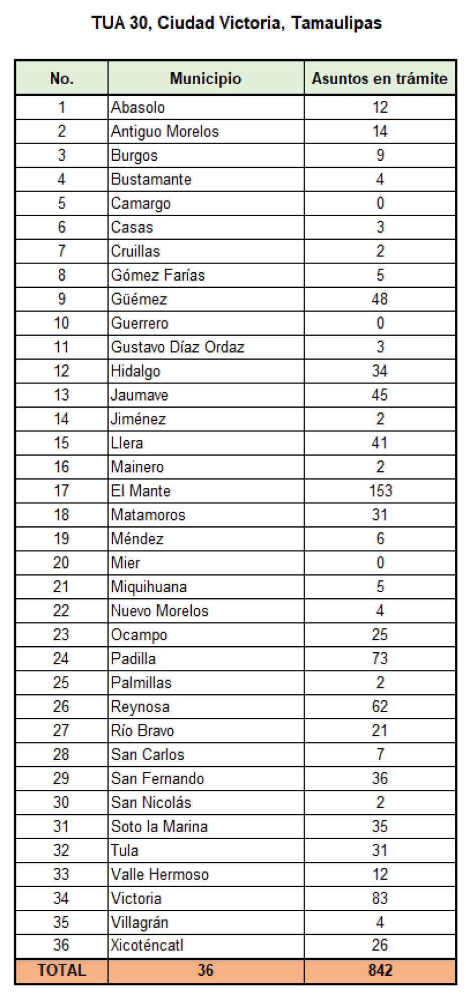 TUA 30, Ciudad Victoria, Tamaulipas
No. Municipio Asuntos en trámite
1 Abasolo 12
2 Antiguo Morelos 14
3 Burgos 9
4 Bustamante 4
5 Camargo 0
6 Casas 3
7 Cruillas 2
8 Gómez Farías 5
9 Güémez 48
10 Guerrero 0
11 Gustavo Díaz Ordaz 3
12 Hidalgo 34
13 Jaumave 45
14 Jiménez 2
15 Llera 41
16 Mainero 2
17 El Mante 153
18 Matamoros 31
19 Méndez 6
20 Mier 0
21 Miquihuana 5
22 Nuevo Morelos 4
23 Ocampo 25
24 Padilla 73
25 Palmillas 2
26 Reynosa 62
27 Río Bravo 21
28 San Carlos 7
29 San Fernando 36
30 San Nicolás 2
31 Soto la Marina 35
32 Tula 31
33 Valle Hermoso 12
34 Victoria 83
35 Villagrán 4
36 Xicoténcatl 26
TOTAL 36 842